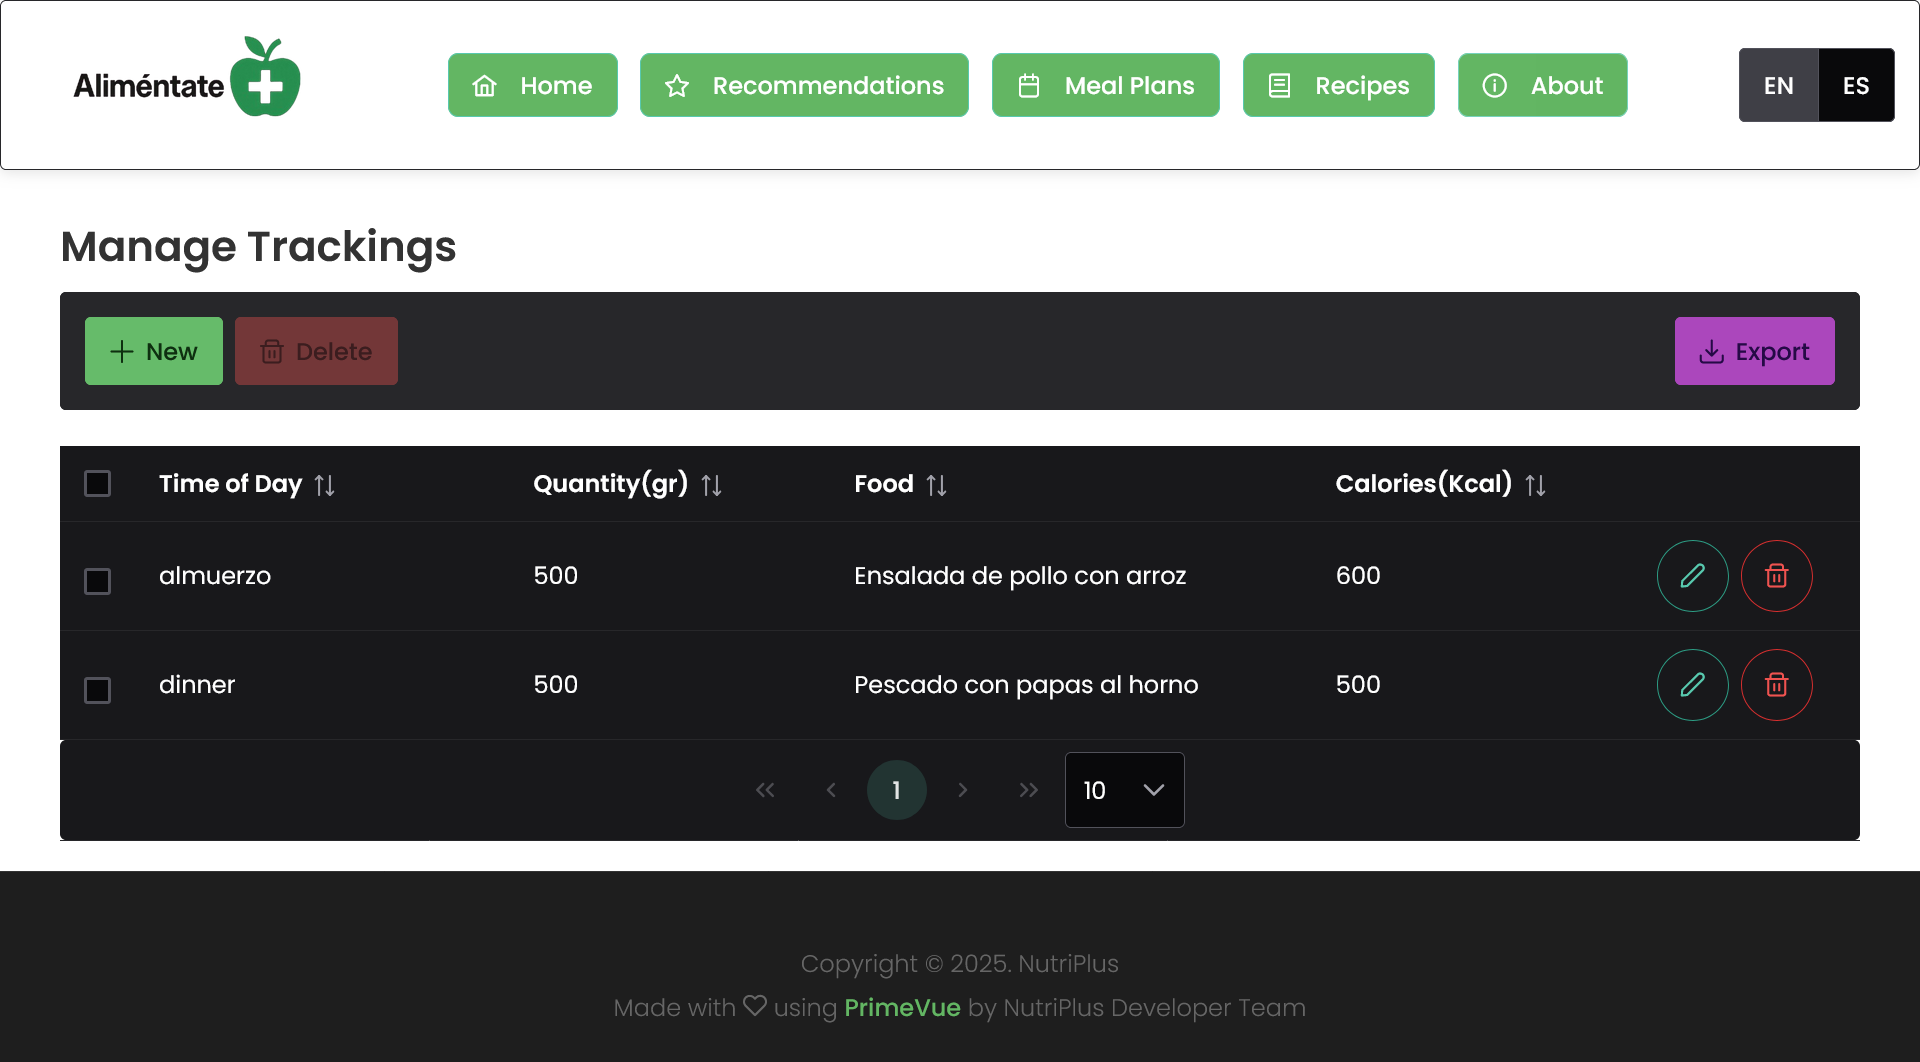 Aliméntate
Home
Recommendations
Meal Plans
Recipes
About
EN
ES
Manage Trackings
New
Delete
Export
Time of Day
Quantity(gr)
Food
Calories(Kcal)
almuerzo
500
Ensalada de pollo con arroz
600
dinner
500
Pescado con papas al horno
500
1
10
Copyright © 2025. NutriPlus
Made with ♡ using PrimeVue by NutriPlus Developer Team